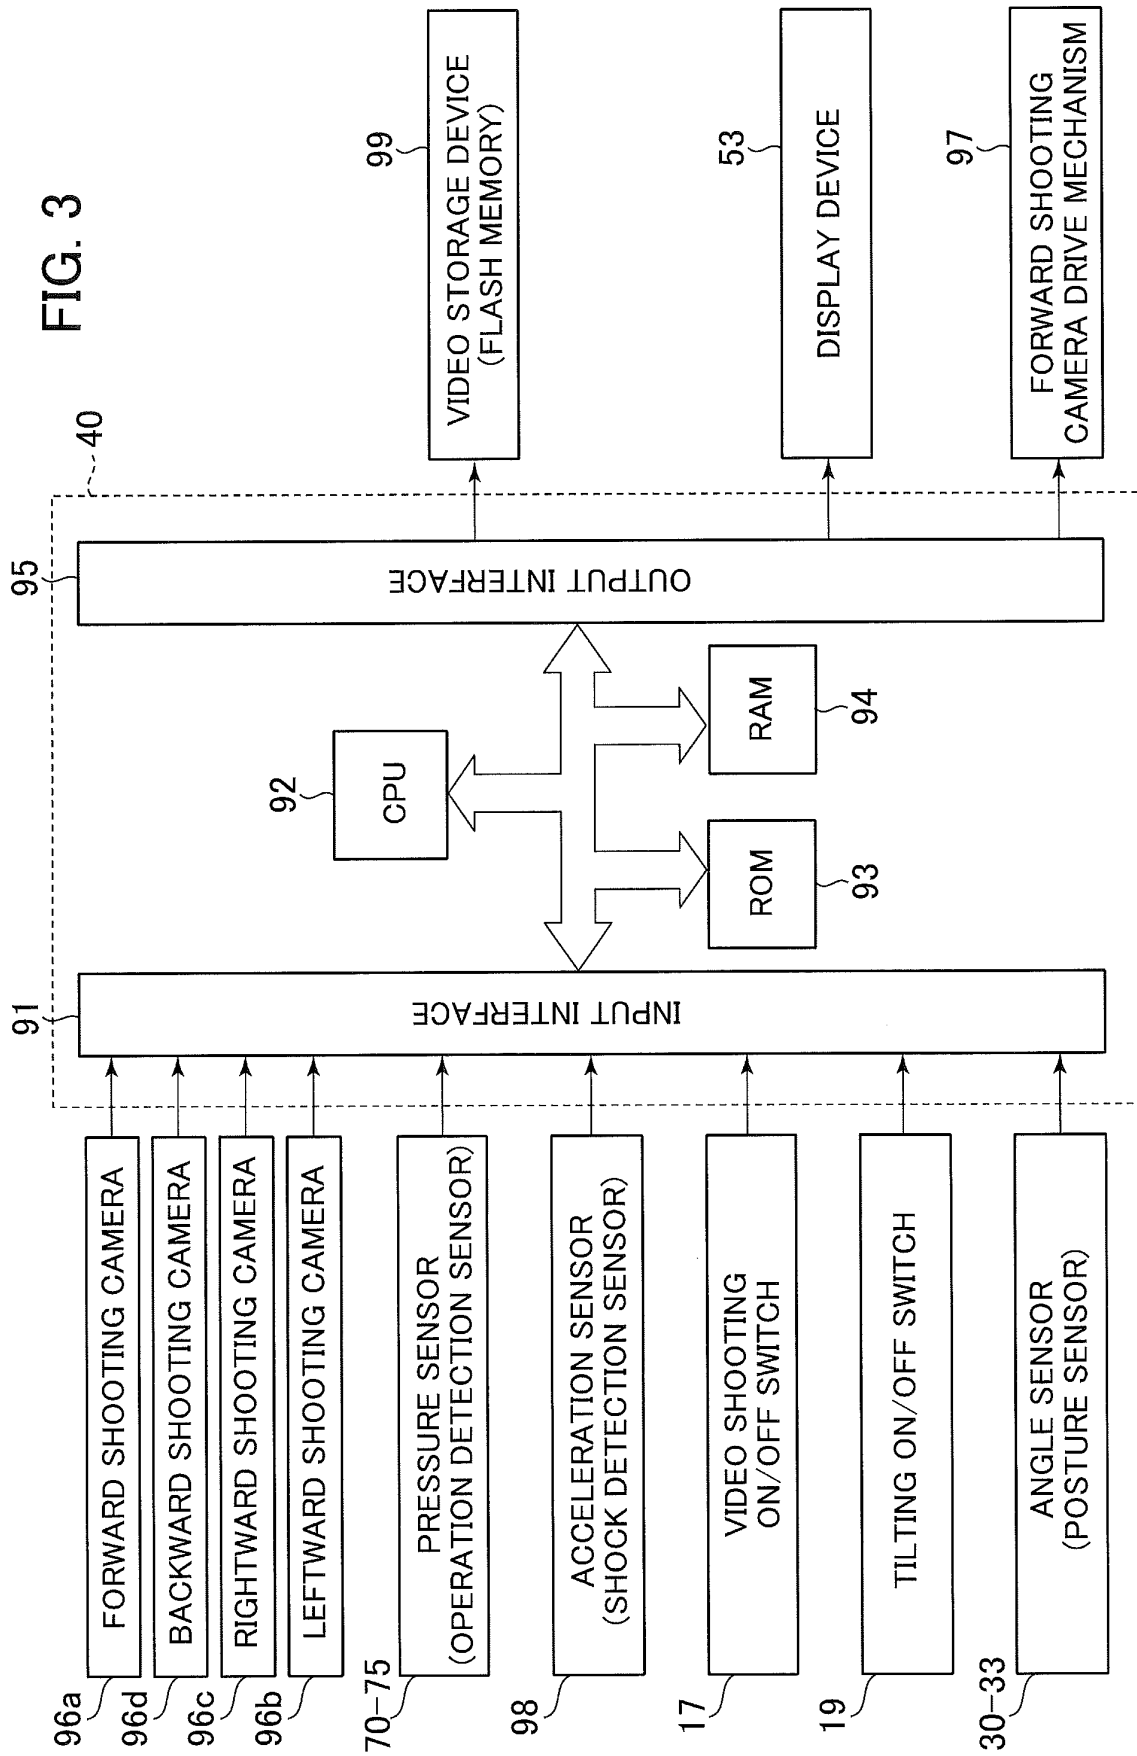 FIG. 3
40
96a
FORWARD SHOOTING CAMERA
96d
BACKWARD SHOOTING CAMERA
96c
RIGHTWARD SHOOTING CAMERA
96b
LEFTWARD SHOOTING CAMERA
70-75
PRESSURE SENSOR
(OPERATION DETECTION SENSOR)
98
ACCELERATION SENSOR
(SHOCK DETECTION SENSOR)
17
VIDEO SHOOTING
ON/OFF SWITCH
19
TILTING ON/OFF SWITCH
30-33
ANGLE SENSOR
(POSTURE SENSOR)
91
INPUT INTERFACE
92
CPU
ROM
93
RAM
94
95
OUTPUT INTERFACE
99
VIDEO STORAGE DEVICE
(FLASH MEMORY)
53
DISPLAY DEVICE
97
FORWARD SHOOTING
CAMERA DRIVE MECHANISM